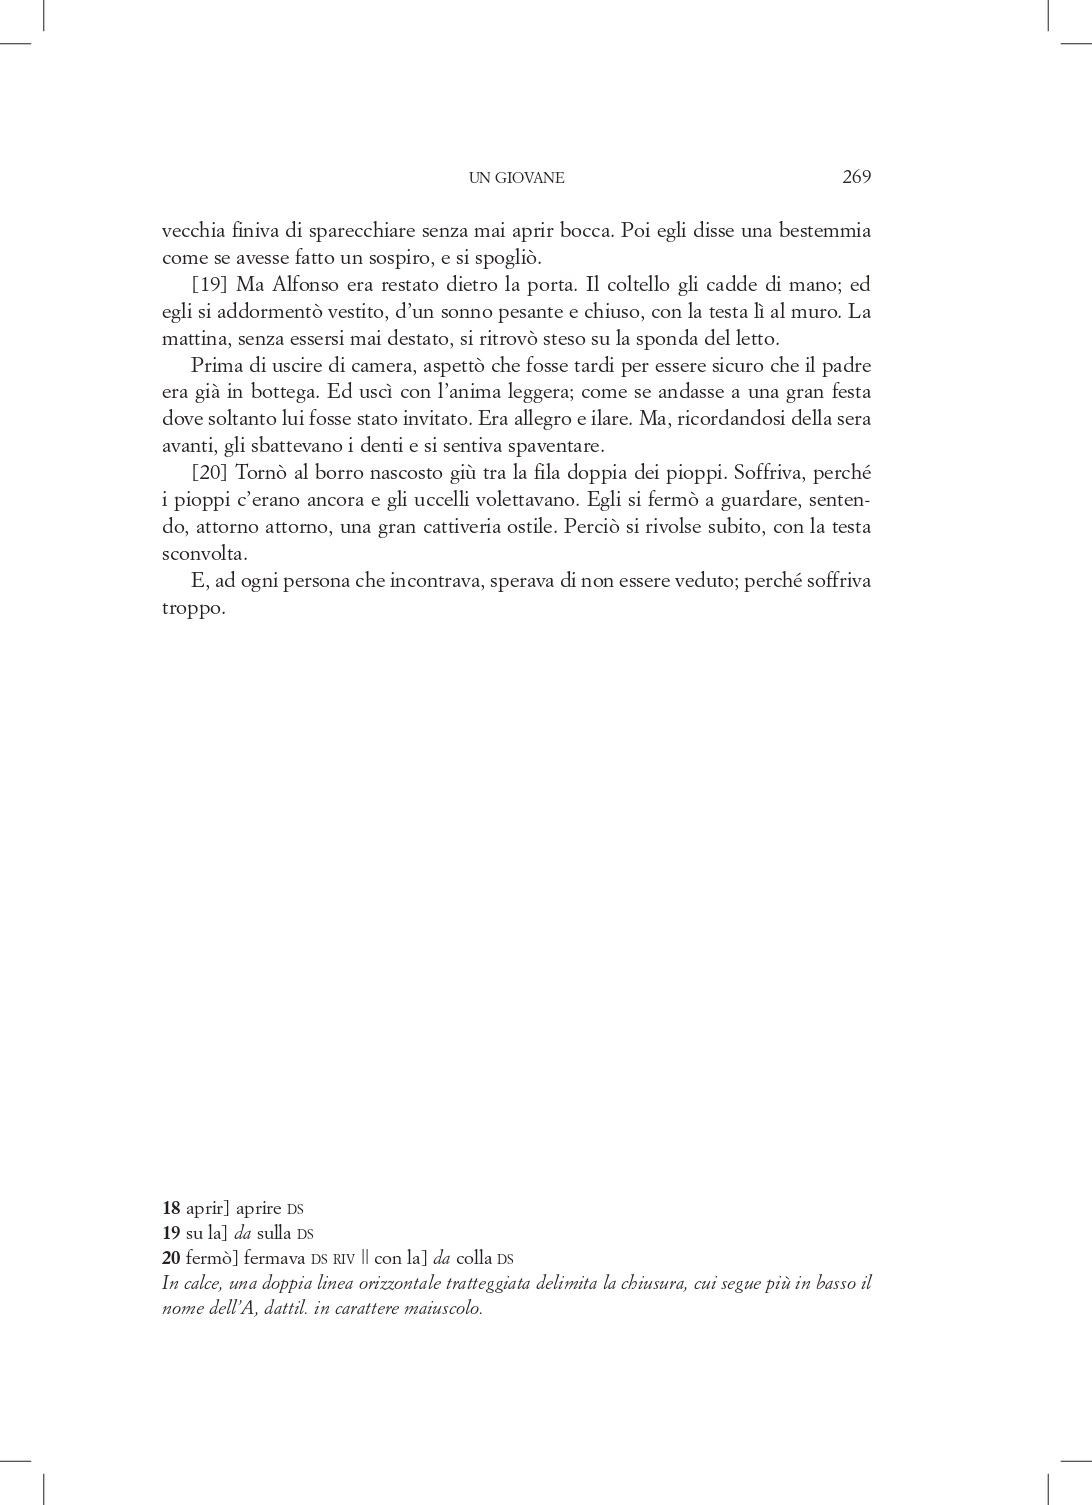 UN GIOVANE 269
vecchia finiva di sparecchiare senza mai aprir bocca. Poi egli disse una bestemmia
come se avesse fatto un sospiro, e si spogliò.
[19] Ma Alfonso era restato dietro la porta. Il coltello gli cadde di mano; ed
egli si addormentò vestito, d’un sonno pesante e chiuso, con la testa lì al muro. La
mattina, senza essersi mai destato, si ritrovò steso su la sponda del letto.
Prima di uscire di camera, aspettò che fosse tardi per essere sicuro che il padre
era già in bottega. Ed uscì con l’anima leggera; come se andasse a una gran festa
dove soltanto lui fosse stato invitato. Era allegro e ilare. Ma, ricordandosi della sera
avanti, gli sbattevano i denti e si sentiva spaventare.
[20] Tornò al borro nascosto giù tra la fila doppia dei pioppi. Soffriva, perché
i pioppi c’erano ancora e gli uccelli volettavano. Egli si fermò a guardare, senten-
do, attorno attorno, una gran cattiveria ostile. Perciò si rivolse subito, con la testa
sconvolta.
E, ad ogni persona che incontrava, sperava di non essere veduto; perché soffriva
troppo.
18 aprir] aprire DS
19 su la] da sulla DS
20 fermò] fermava DS RIV || con la] da colla DS
In calce, una doppia linea orizzontale tratteggiata delimita la chiusura, cui segue più in basso il
nome dell’A, dattil. in carattere maiuscolo.